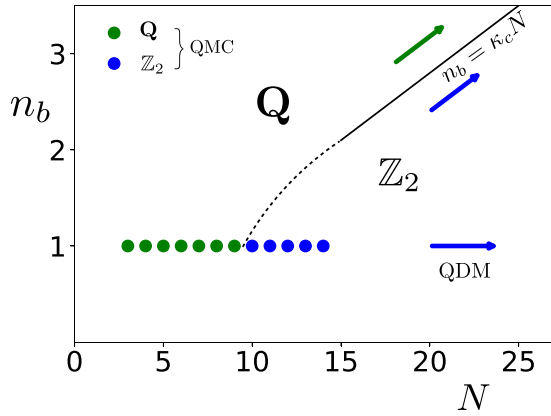 3
2
1
n_b
Q
ℤ₂
} QMC
Q
n_b = κ_c N
ℤ₂
QDM
0 5 10 15 20 25
N